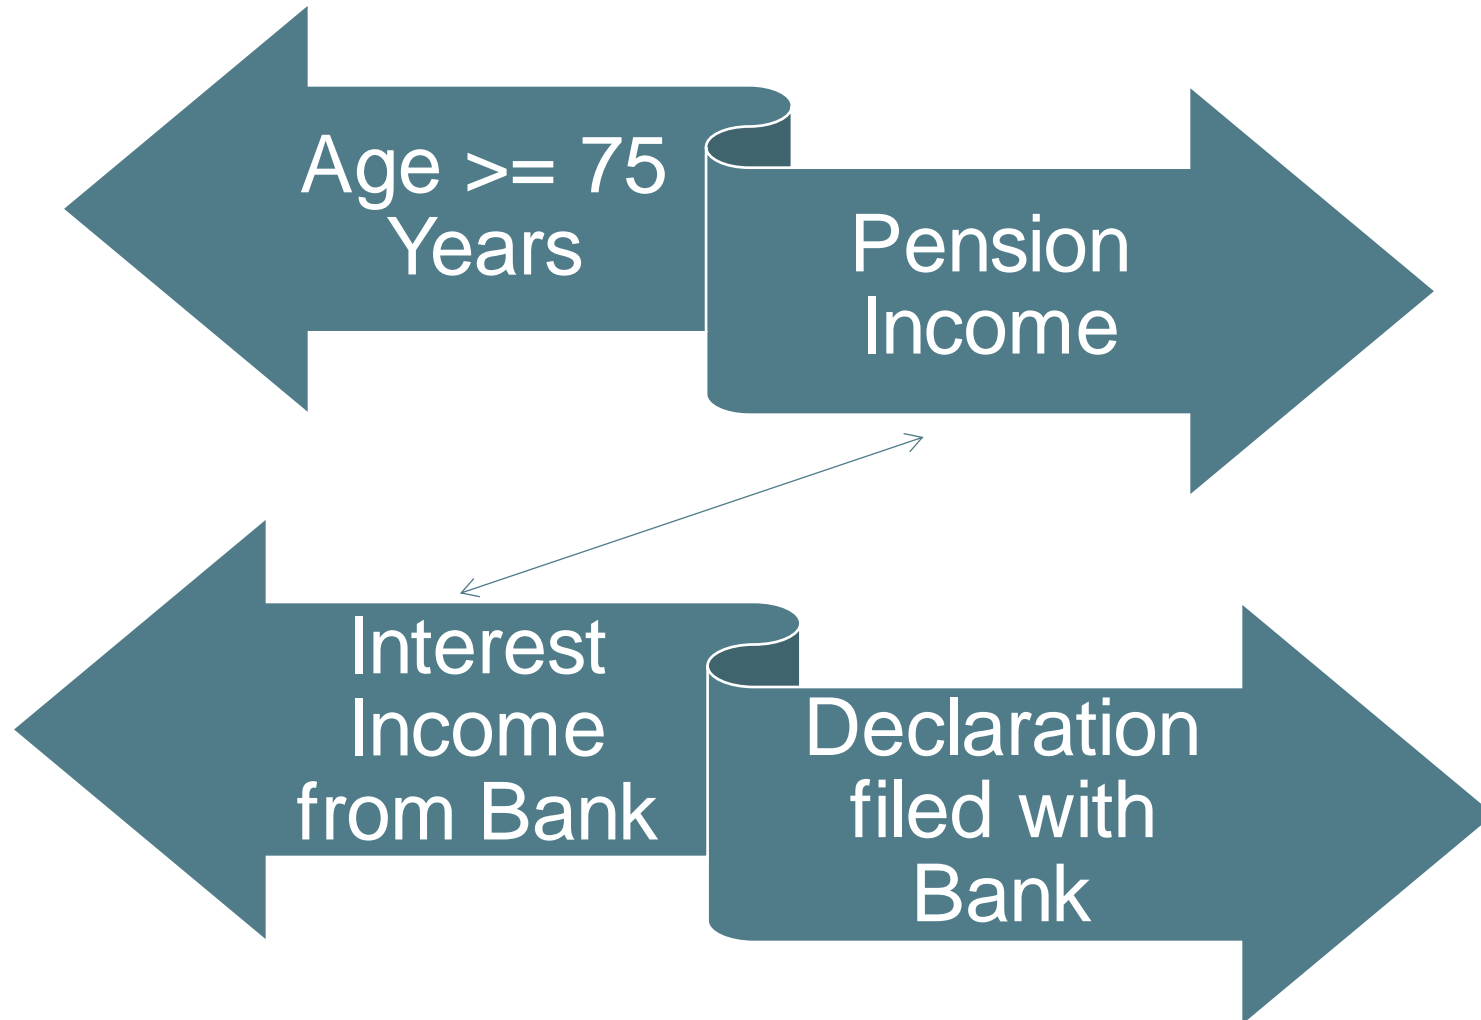 Age >= 75
Years
Pension
Income
Interest
Income
from Bank
Declaration
filed with
Bank